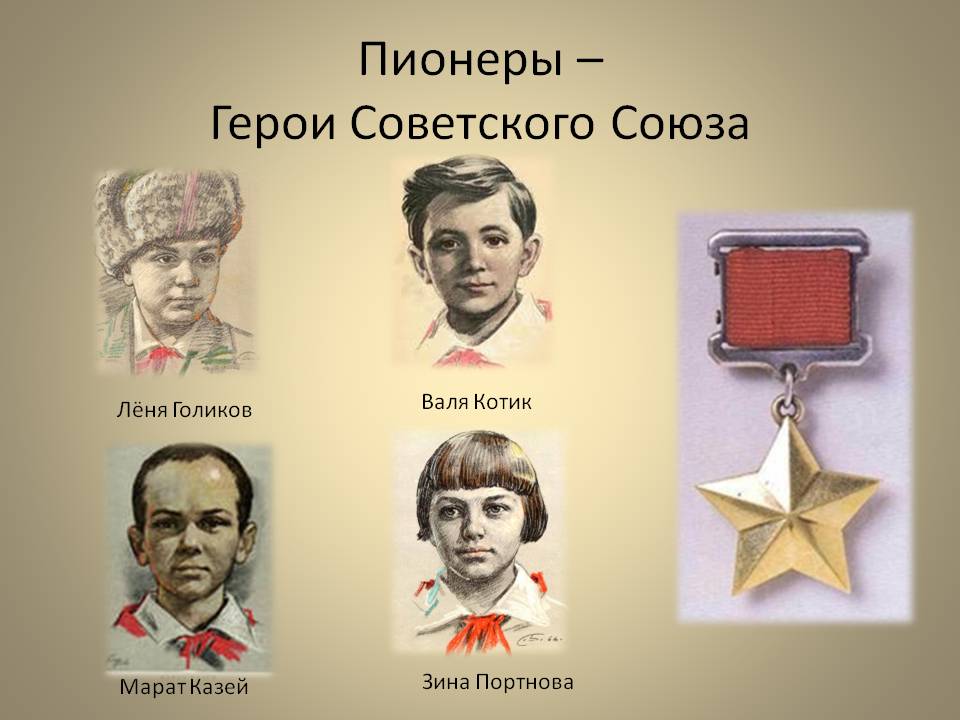 Пионеры –
Герои Советского Союза
Лёня Голиков
Валя Котик
Марат Казей
Зина Портнова